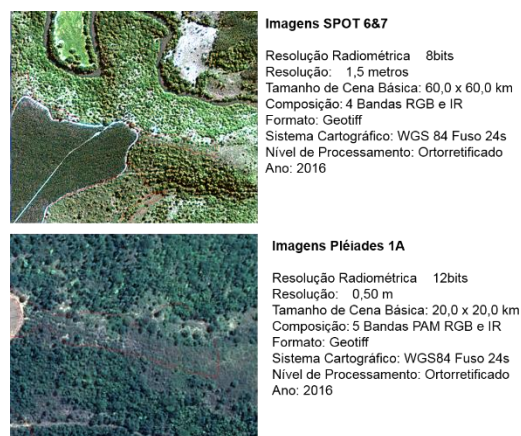 Imagens SPOT 6&7
Resolução Radiométrica 8bits
Resolução: 1,5 metros
Tamanho de Cena Básica: 60,0 x 60,0 km
Composição: 4 Bandas RGB e IR
Formato: Geotiff
Sistema Cartográfico: WGS 84 Fuso 24s
Nível de Processamento: Ortorretificado
Ano: 2016
Imagens Pléiades 1A
Resolução Radiométrica 12bits
Resolução: 0,50 m
Tamanho de Cena Básica: 20,0 x 20,0 km
Composição: 5 Bandas PAM RGB e IR
Formato: Geotiff
Sistema Cartográfico: WGS84 Fuso 24s
Nível de Processamento: Ortorretificado
Ano: 2016